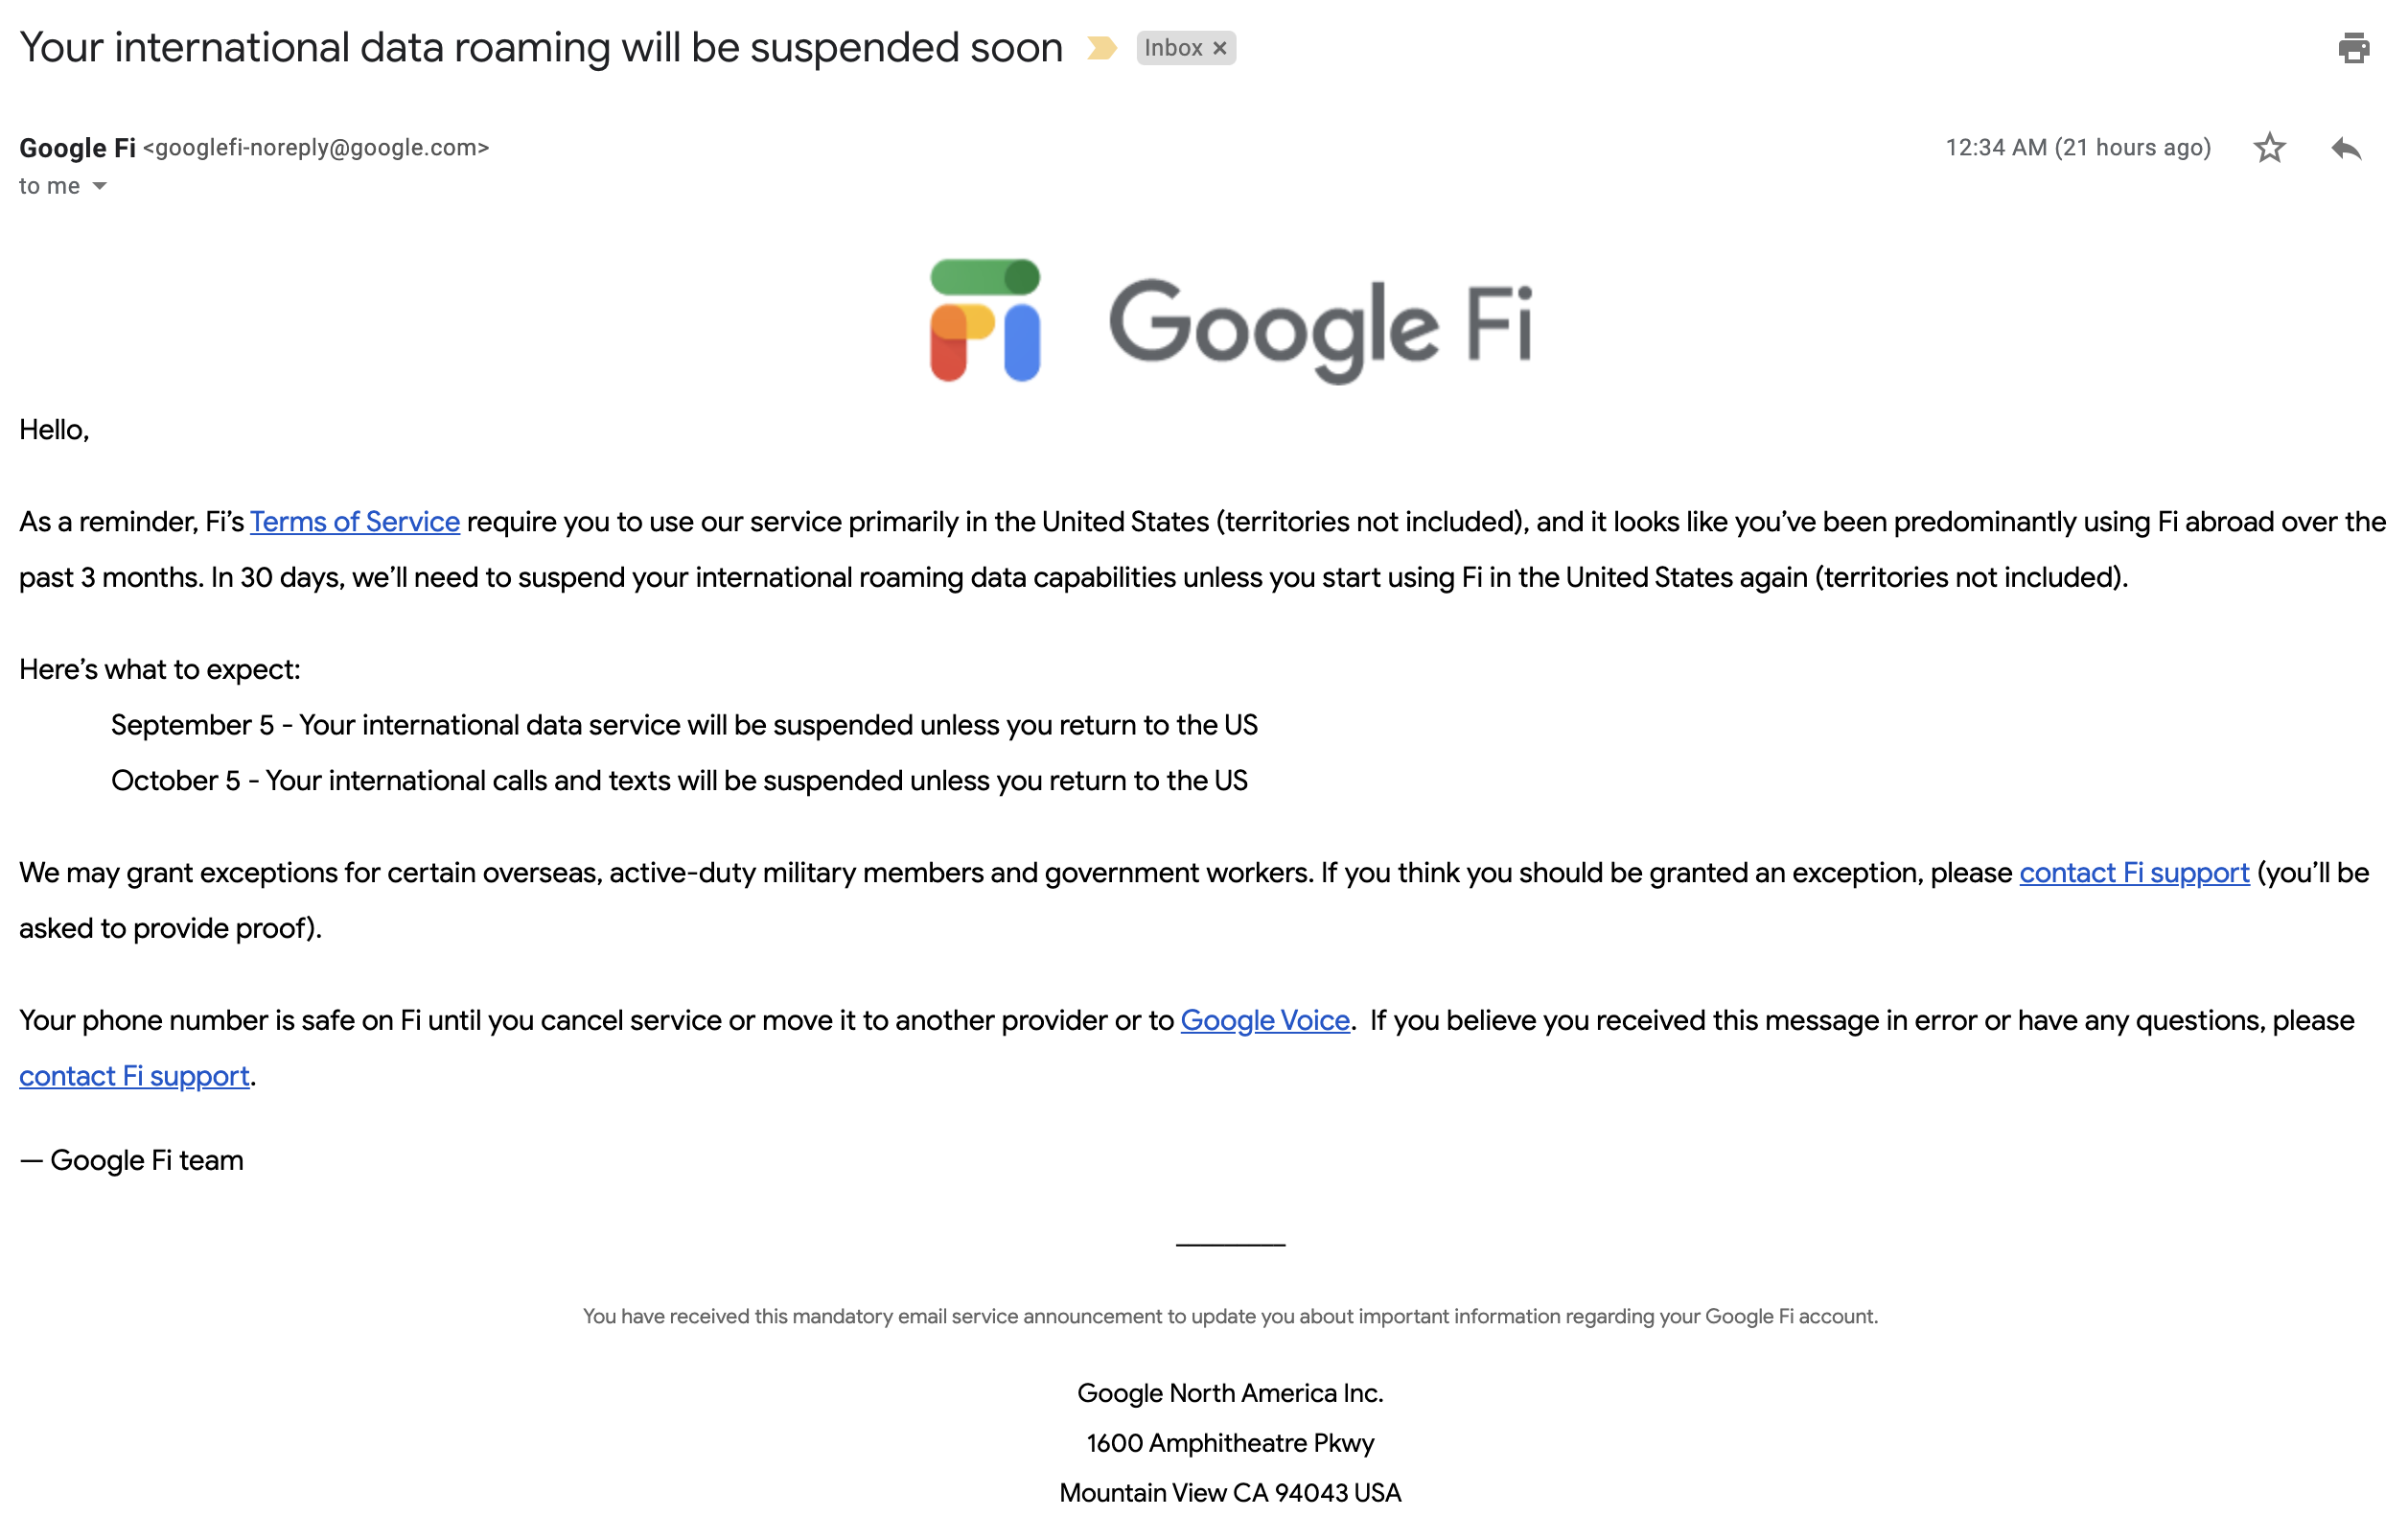 Your international data roaming will be suspended soon Inbox ×
Google Fi <googlefi-noreply@google.com> 12:34 AM (21 hours ago)
to me
Google Fi
Hello,
As a reminder, Fi’s Terms of Service require you to use our service primarily in the United States (territories not included), and it looks like you’ve been predominantly using Fi abroad over the
past 3 months. In 30 days, we’ll need to suspend your international roaming data capabilities unless you start using Fi in the United States again (territories not included).
Here’s what to expect:
September 5 - Your international data service will be suspended unless you return to the US
October 5 - Your international calls and texts will be suspended unless you return to the US
We may grant exceptions for certain overseas, active-duty military members and government workers. If you think you should be granted an exception, please contact Fi support (you’ll be
asked to provide proof).
Your phone number is safe on Fi until you cancel service or move it to another provider or to Google Voice.  If you believe you received this message in error or have any questions, please
contact Fi support.
— Google Fi team
You have received this mandatory email service announcement to update you about important information regarding your Google Fi account.
Google North America Inc.
1600 Amphitheatre Pkwy
Mountain View CA 94043 USA